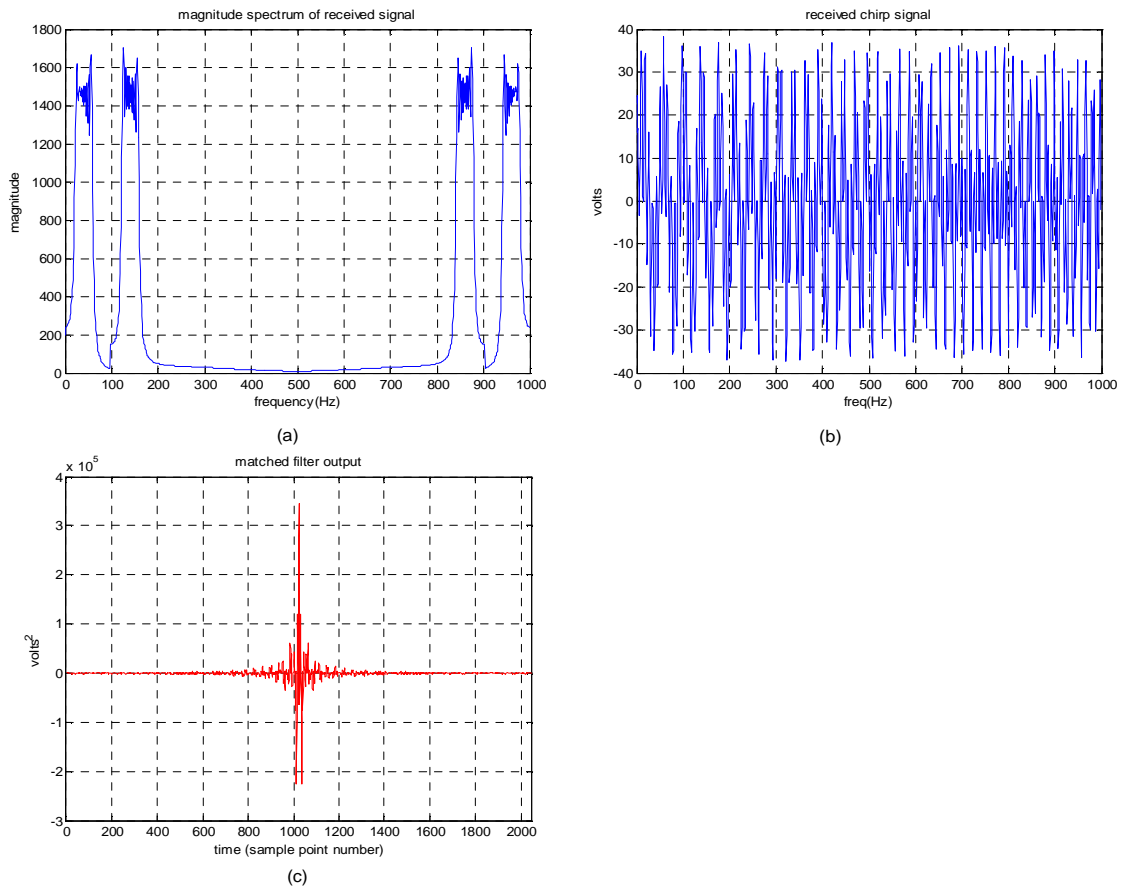 magnitude spectrum of received signal
1800
1600
1400
1200
1000
800
600
400
200
0
magnitude
0 100 200 300 400 500 600 700 800 900 1000
frequency(Hz)
(a)
received chirp signal
40
30
20
10
0
-10
-20
-30
-40
volts
0 100 200 300 400 500 600 700 800 900 1000
freq(Hz)
(b)
matched filter output
x 10^5
4
3
2
1
0
-1
-2
-3
volts^2
0 200 400 600 800 1000 1200 1400 1600 1800 2000
time (sample point number)
(c)